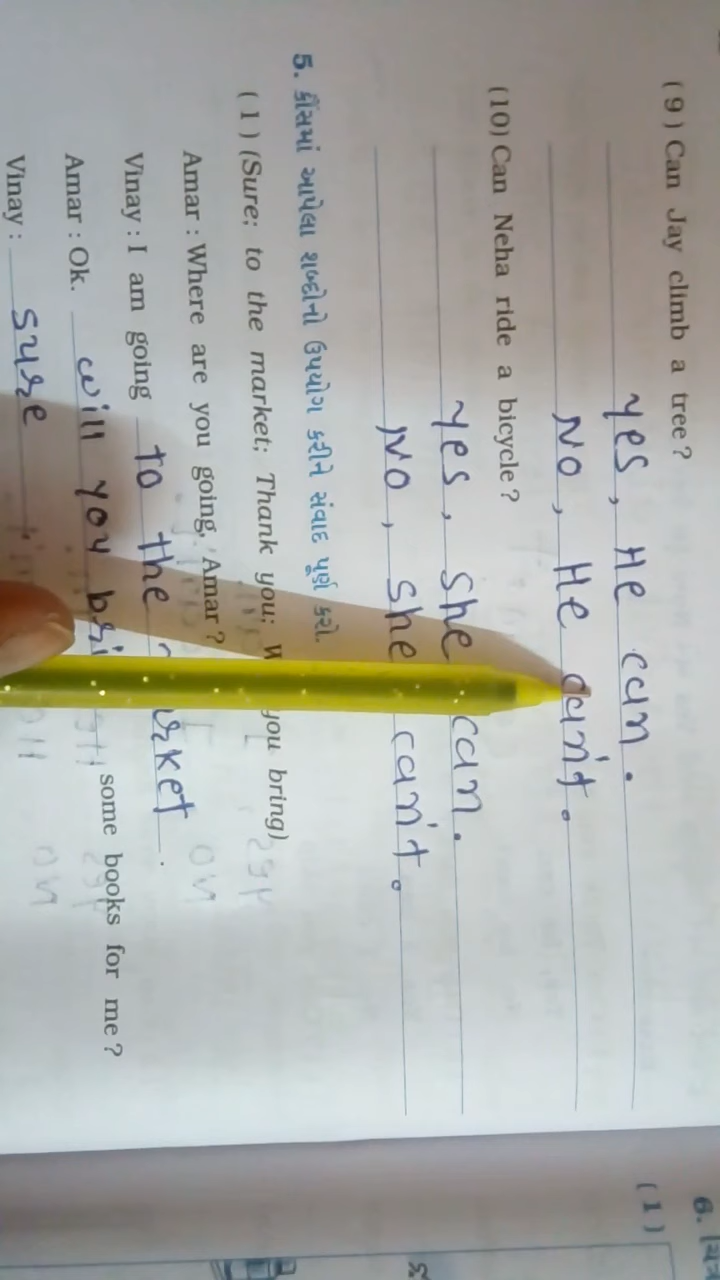 (9) Can Jay climb a tree?
Yes, He can.
No, He can't.
(10) Can Neha ride a bicycle?
Yes, she can.
No, she can't.
5. કૌંસમાં આપેલા શબ્દોનો ઉપયોગ કરીને સંવાદ પૂર્ણ કરો.
(1) (Sure; to the market; Thank you; you bring)
Amar : Where are you going, Amar?
Vinay : I am going to the .
Amar : Ok. will you some books for me?
Vinay : sure
6.
(1)